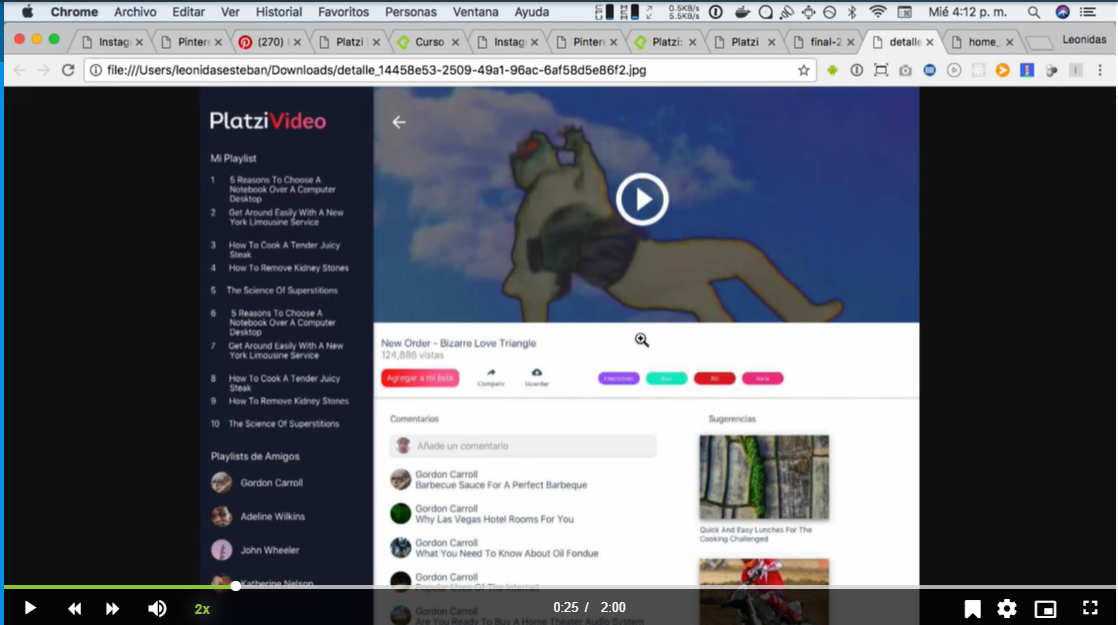 Chrome Archivo Editar Ver Historial Favoritos Personas Ventana Ayuda
0.5KB/s
5.5KB/s
Mié 4:12 p. m.
Instag Pinter (270) Platzi Curso Instag Pinter Platzi: Platzi final-2 detalle home_ Leonidas
file:///Users/leonidasesteban/Downloads/detalle_14458e53-2509-49a1-96ac-6af58d5e86f2.jpg
PlatziVideo
Mi Playlist
1 5 Reasons To Choose A
Notebook Over A Computer
Desktop
2 Get Around Easily With A New
York Limousine Service
3 How To Cook A Tender Juicy
Steak
4 How To Remove Kidney Stones
5 The Science Of Superstitions
6 5 Reasons To Choose A
Notebook Over A Computer
Desktop
7 Get Around Easily With A New
York Limousine Service
8 How To Cook A Tender Juicy
Steak
9 How To Remove Kidney Stones
10 The Science Of Superstitions
Playlists de Amigos
Gordon Carroll
Adeline Wilkins
John Wheeler
Katherine Nelson
New Order - Bizarre Love Triangle
124,886 vistas
Agregar a mi lista
Compartir
Guardar
Comentarios
Añade un comentario
Gordon Carroll
Barbecue Sauce For A Perfect Barbeque
Gordon Carroll
Why Las Vegas Hotel Rooms For You
Gordon Carroll
What You Need To Know About Oil Fondue
Gordon Carroll
Popular Uses Of The Internet
Gordon Carroll
Are You Ready To Buy A Home Theater Audio System
Sugerencias
Quick And Easy Lunches For The
Cooking Challenged
2x
0:25 / 2:00